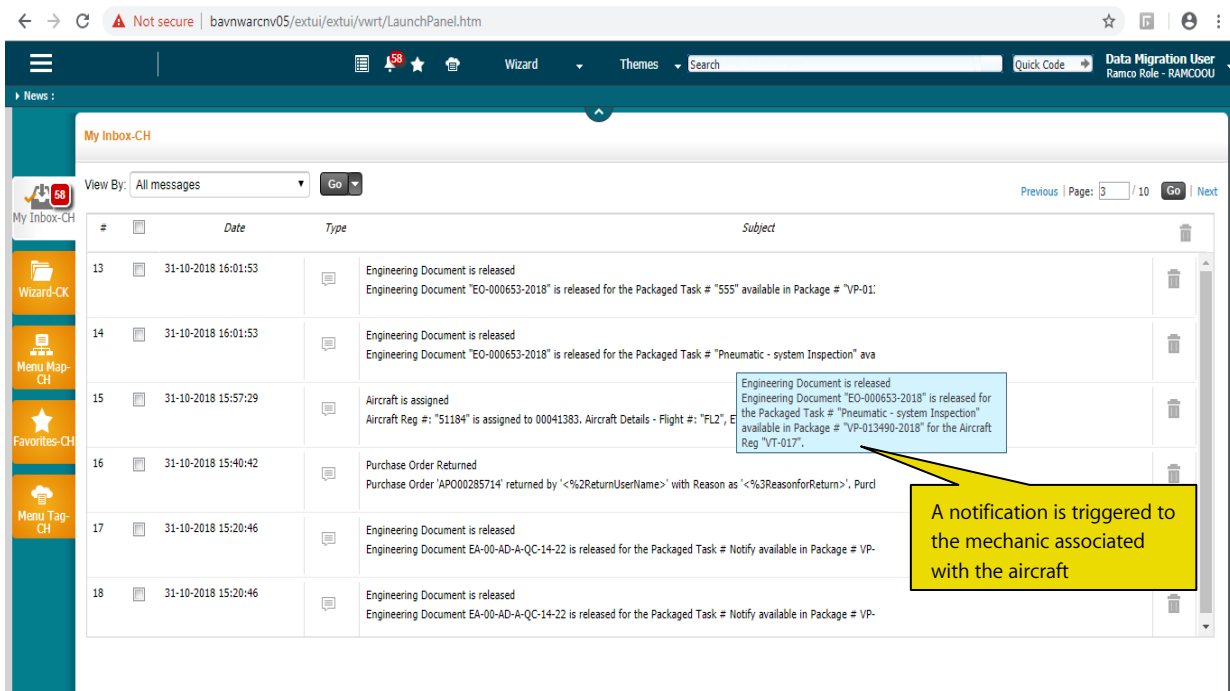 Not secure | bavnwarcnv05/extui/extui/vwrt/LaunchPanel.htm
58
Wizard
Themes
Search
Quick Code
Data Migration User
Ramco Role - RAMCOOU
News :
My Inbox-CH
58
My Inbox-CH
Wizard-CK
Menu Map-
CH
Favorites-CH
Menu Tag-
CH
View By: All messages Go
Previous | Page: 3 / 10 Go | Next
# Date Type Subject
13 31-10-2018 16:01:53 Engineering Document is released
Engineering Document "EO-000653-2018" is released for the Packaged Task # "555" available in Package # "VP-01:
14 31-10-2018 16:01:53 Engineering Document is released
Engineering Document "EO-000653-2018" is released for the Packaged Task # "Pneumatic - system Inspection" ava
15 31-10-2018 15:57:29 Aircraft is assigned
Aircraft Reg #: "51184" is assigned to 00041383. Aircraft Details - Flight #: "FL2", E
Engineering Document is released
Engineering Document "EO-000653-2018" is released for
the Packaged Task # "Pneumatic - system Inspection"
available in Package # "VP-013490-2018" for the Aircraft
Reg "VT-017".
16 31-10-2018 15:40:42 Purchase Order Returned
Purchase Order 'APO00285714' returned by '<%2ReturnUserName>' with Reason as '<%3ReasonforReturn>'. Purcl
17 31-10-2018 15:20:46 Engineering Document is released
Engineering Document EA-00-AD-A-QC-14-22 is released for the Packaged Task # Notify available in Package # VP-
18 31-10-2018 15:20:46 Engineering Document is released
Engineering Document EA-00-AD-A-QC-14-22 is released for the Packaged Task # Notify available in Package # VP-
A notification is triggered to
the mechanic associated
with the aircraft